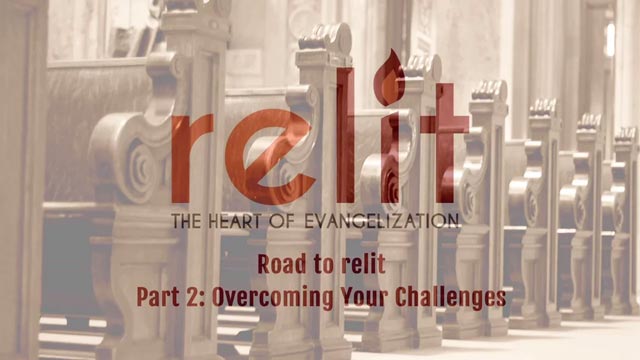 relit
THE HEART OF EVANGELIZATION
Road to relit
Part 2: Overcoming Your Challenges